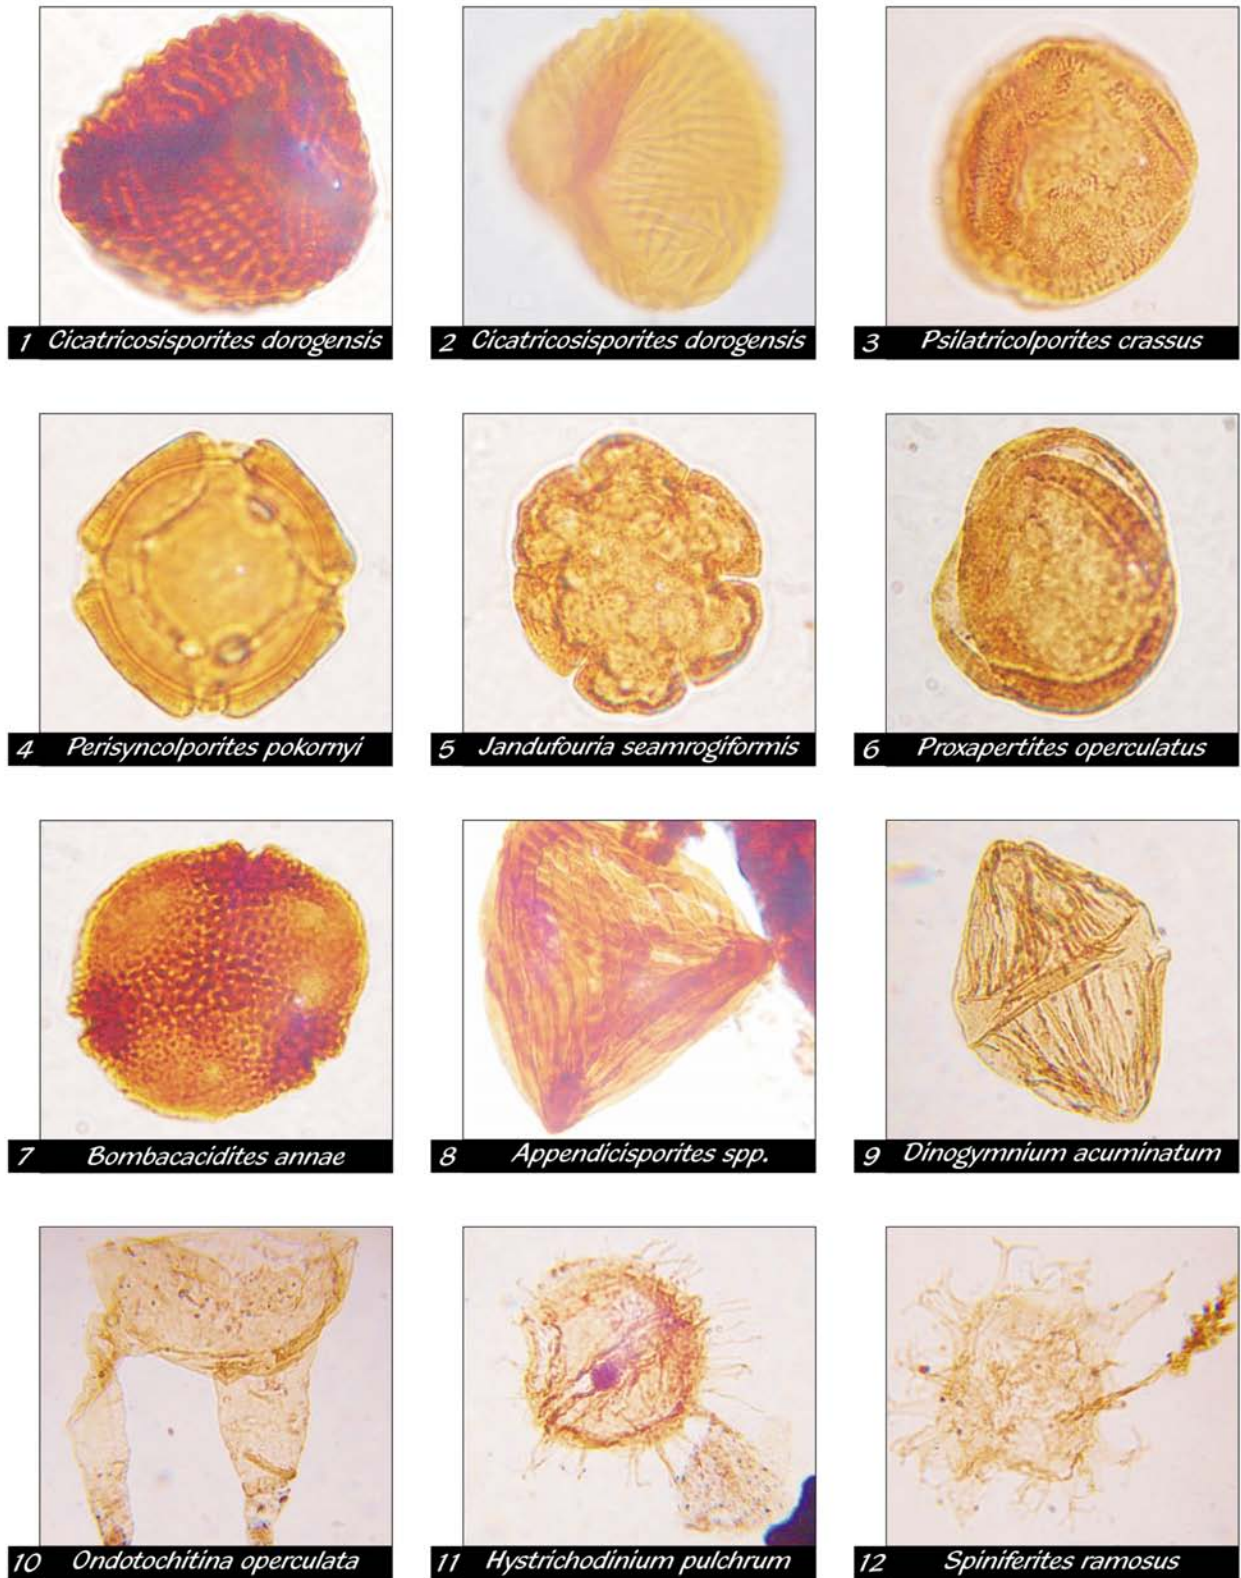 1 Cicatricosisporites dorogensis
2 Cicatricosisporites dorogensis
3 Psilatricolporites crassus
4 Perisyncolporites pokornyi
5 Jandufouria seamrogiformis
6 Proxapertites operculatus
7 Bombacacidites annae
8 Appendicisporites spp.
9 Dinogymnium acuminatum
10 Ondotochitina operculata
11 Hystrichodinium pulchrum
12 Spiniferites ramosus